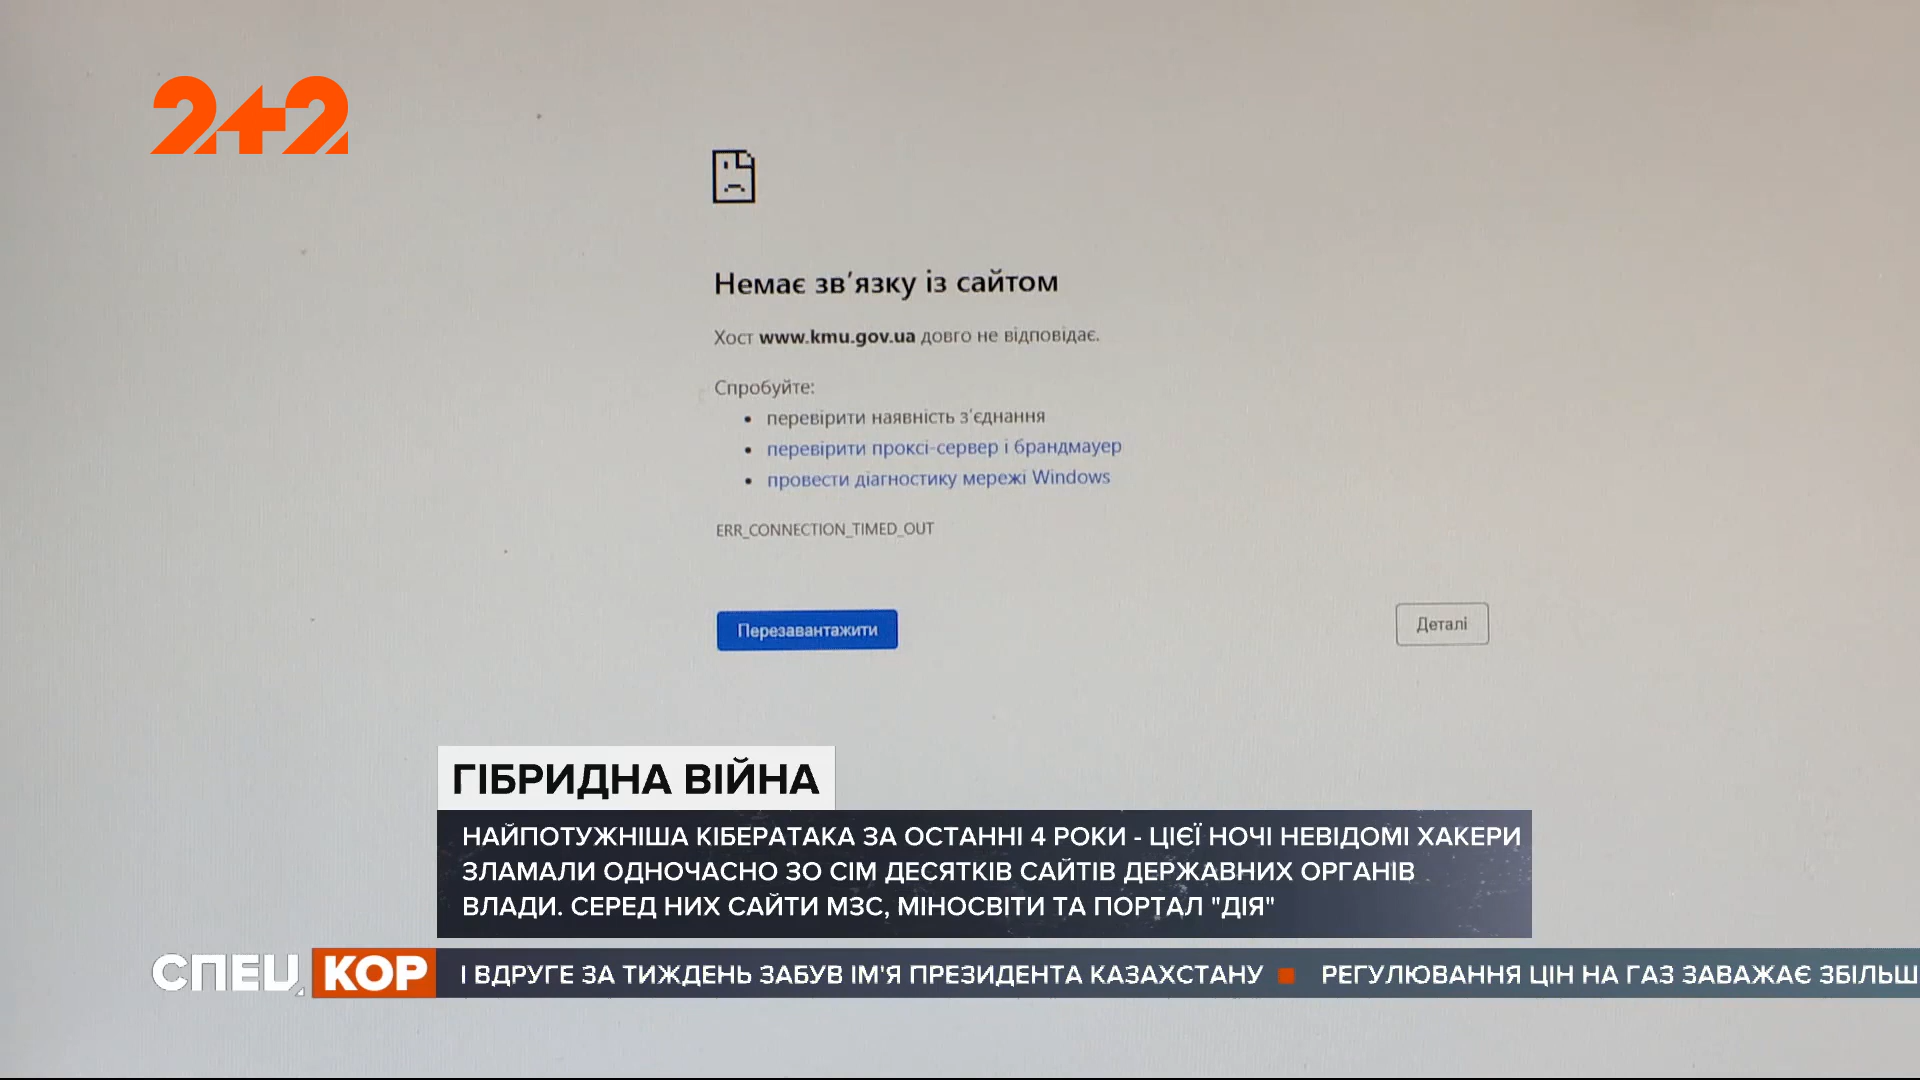 2+2
Немає зв'язку із сайтом
Хост www.kmu.gov.ua довго не відповідає.
Спробуйте:
• перевірити наявність з'єднання
• перевірити проксі-сервер і брандмауер
• провести діагностику мережі Windows
ERR_CONNECTION_TIMED_OUT
Перезавантажити
Деталі
ГІБРИДНА ВІЙНА
НАЙПОТУЖНІША КІБЕРАТАКА ЗА ОСТАННІ 4 РОКИ - ЦІЄЇ НОЧІ НЕВІДОМІ ХАКЕРИ
ЗЛАМАЛИ ОДНОЧАСНО ЗО СІМ ДЕСЯТКІВ САЙТІВ ДЕРЖАВНИХ ОРГАНІВ
ВЛАДИ. СЕРЕД НИХ САЙТИ МЗС, МІНОСВІТИ ТА ПОРТАЛ "ДІЯ"
СПЕЦКОР І ВДРУГЕ ЗА ТИЖДЕНЬ ЗАБУВ ІМ'Я ПРЕЗИДЕНТА КАЗАХСТАНУ ■ РЕГУЛЮВАННЯ ЦІН НА ГАЗ ЗАВАЖАЄ ЗБІЛЬШ